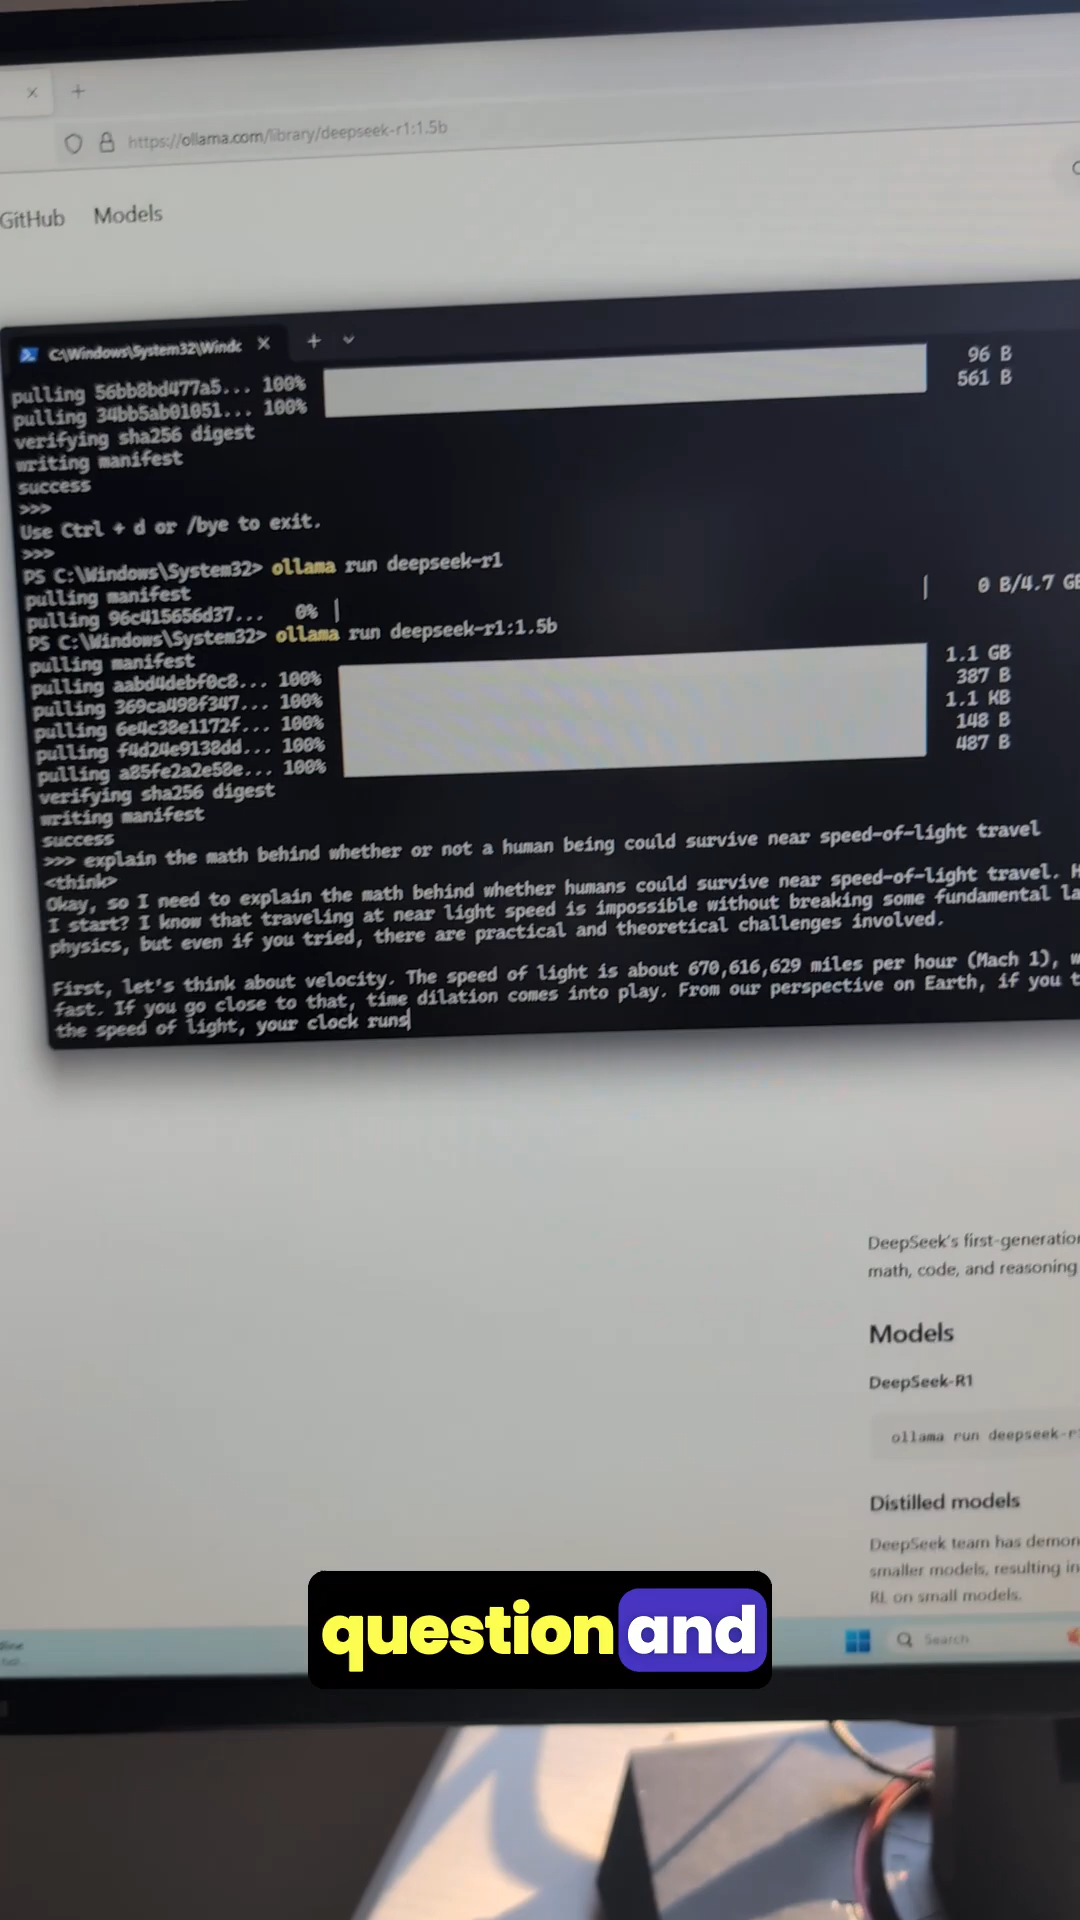 https://ollama.com/library/deepseek-r1:1.5b
GitHub Models
C:\Windows\System32\Windc
pulling 56bb8bd477a5... 100% 96 B
pulling 34bb5ab01051... 100% 561 B
verifying sha256 digest
writing manifest
success
>>>
Use Ctrl + d or /bye to exit.
>>>
PS C:\Windows\System32> ollama run deepseek-r1
pulling manifest
pulling 96c415656d37... 0% 0 B/4.7 GB
PS C:\Windows\System32> ollama run deepseek-r1:1.5b
pulling manifest
pulling aabd4debf0c8... 100% 1.1 GB
pulling 369ca498f347... 100% 387 B
pulling 6e4c38e1172f... 100% 1.1 KB
pulling f4d24e9138dd... 100% 148 B
pulling a85fe2a2e58e... 100% 487 B
verifying sha256 digest
writing manifest
success
>>> explain the math behind whether or not a human being could survive near speed-of-light travel
<think>
Okay, so I need to explain the math behind whether humans could survive near speed-of-light travel.
I start? I know that traveling at near light speed is impossible without breaking some fundamental la
physics, but even if you tried, there are practical and theoretical challenges involved.
First, let's think about velocity. The speed of light is about 670,616,629 miles per hour (Mach 1), w
fast. If you go close to that, time dilation comes into play. From our perspective on Earth, if you t
the speed of light, your clock runs
DeepSeek's first-generation
math, code, and reasoning
Models
DeepSeek-R1
ollama run deepseek-r
Distilled models
DeepSeek team has demon
smaller models, resulting in
RL on small models.
Search
question and